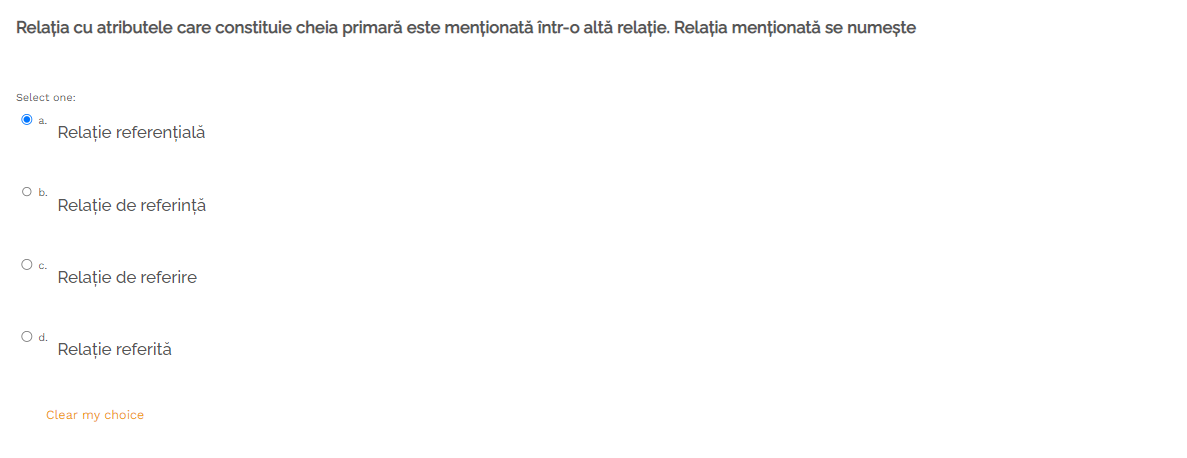 Relația cu atributele care constituie cheia primară este menționată într-o altă relație. Relația menționată se numește
Select one:
a.
Relație referențială
b.
Relație de referință
c.
Relație de referire
d.
Relație referită
Clear my choice